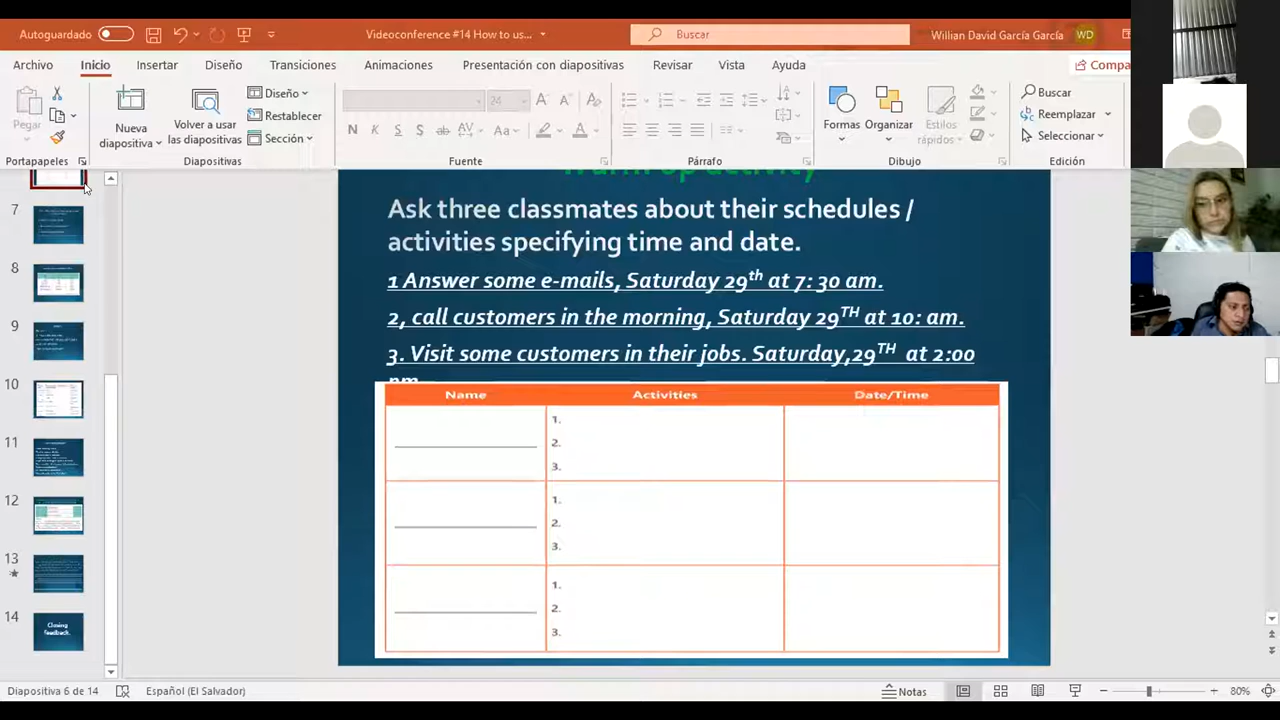 Autoguardado
Videoconference #14 How to us...
Buscar
Willian David García García
WD
Archivo
Inicio
Insertar
Diseño
Transiciones
Animaciones
Presentación con diapositivas
Revisar
Vista
Ayuda
Compa
Pegar
Portapapeles
Nueva
diapositiva
Volver a usar
las diapositivas
Diseño
Restablecer
Sección
Diapositivas
24
Fuente
Párrafo
Formas
Organizar
Estilos
rápidos
Dibujo
Buscar
Reemplazar
Seleccionar
Edición
7
8
9
10
11
12
13
14
Closing
feedback.
Ask three classmates about their schedules /
activities specifying time and date.
1 Answer some e-mails, Saturday 29th at 7: 30 am.
2, call customers in the morning, Saturday 29TH at 10: am.
3. Visit some customers in their jobs. Saturday,29TH at 2:00
pm
Name Activities Date/Time
1.
2.
3.
1.
2.
3.
1.
2.
3.
Diapositiva 6 de 14
Español (El Salvador)
Notas
80%